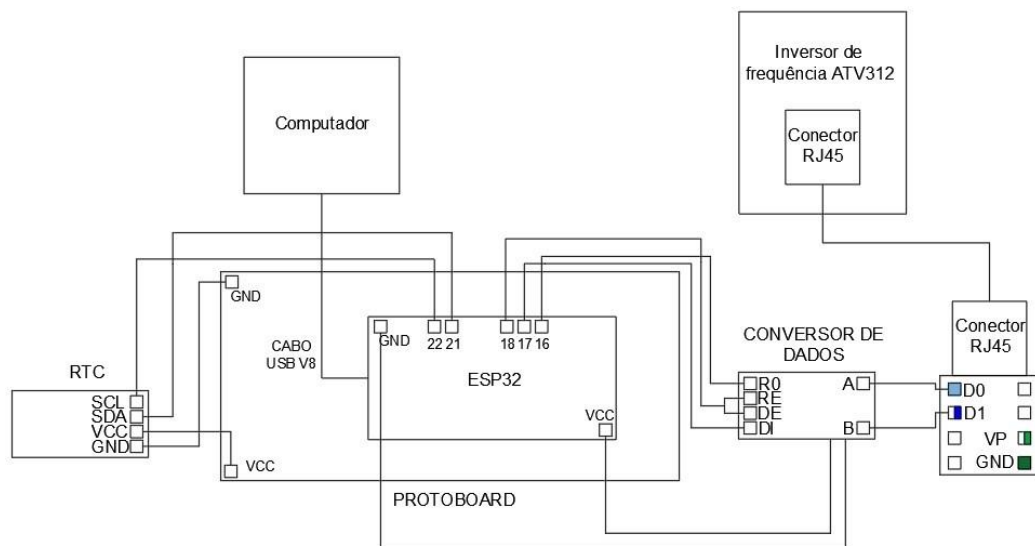 Inversor de
frequência ATV312
Computador
Conector
RJ45
GND
GND
22
21
18
17
16
CABO
USB V8
ESP32
CONVERSOR DE
DADOS
Conector
RJ45
RTC
SCL
SDA
VCC
GND
VCC
VCC
R0
RE
DE
DI
A
B
D0
D1
VP
GND
PROTOBOARD